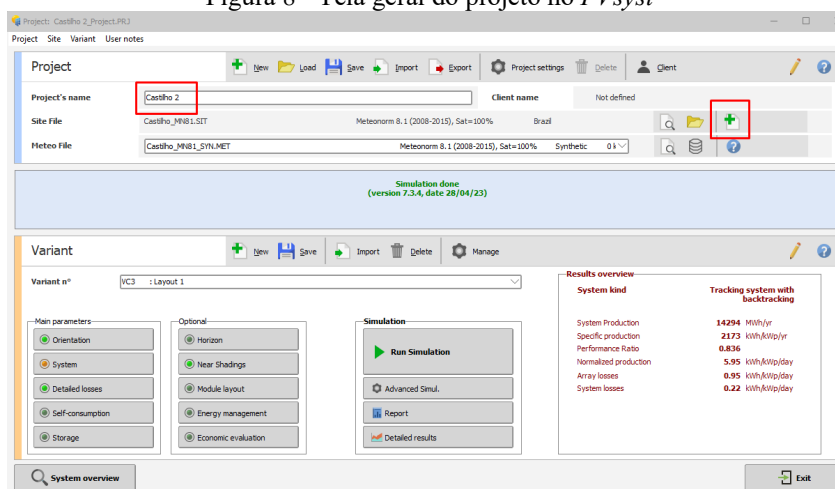 Figura 8 - Tela geral do projeto no PVsyst
Project: Castilho 2_Project.PRJ
Project Site Variant User notes
Project New Load Save Import Export Project settings Delete Client
Project's name Castilho 2 Client name Not defined
Site File Castilho_MN81.SIT Meteonorm 8.1 (2008-2015), Sat=100% Brazil
Meteo File Castilho_MN81_SYN.MET Meteonorm 8.1 (2008-2015), Sat=100% Synthetic 0 k
Simulation done
(version 7.3.4, date 28/04/23)
Variant New Save Import Delete Manage
Variant n° VC3 : Layout 1
Main parameters
Orientation
System
Detailed losses
Self-consumption
Storage
Optional
Horizon
Near Shadings
Module layout
Energy management
Economic evaluation
Simulation
Run Simulation
Advanced Simul.
Report
Detailed results
Results overview
System kind Tracking system with
backtracking
System Production 14294 MWh/yr
Specific production 2173 kWh/kWp/yr
Performance Ratio 0.836
Normalized production 5.95 kWh/kWp/day
Array losses 0.95 kWh/kWp/day
System losses 0.22 kWh/kWp/day
System overview
Exit